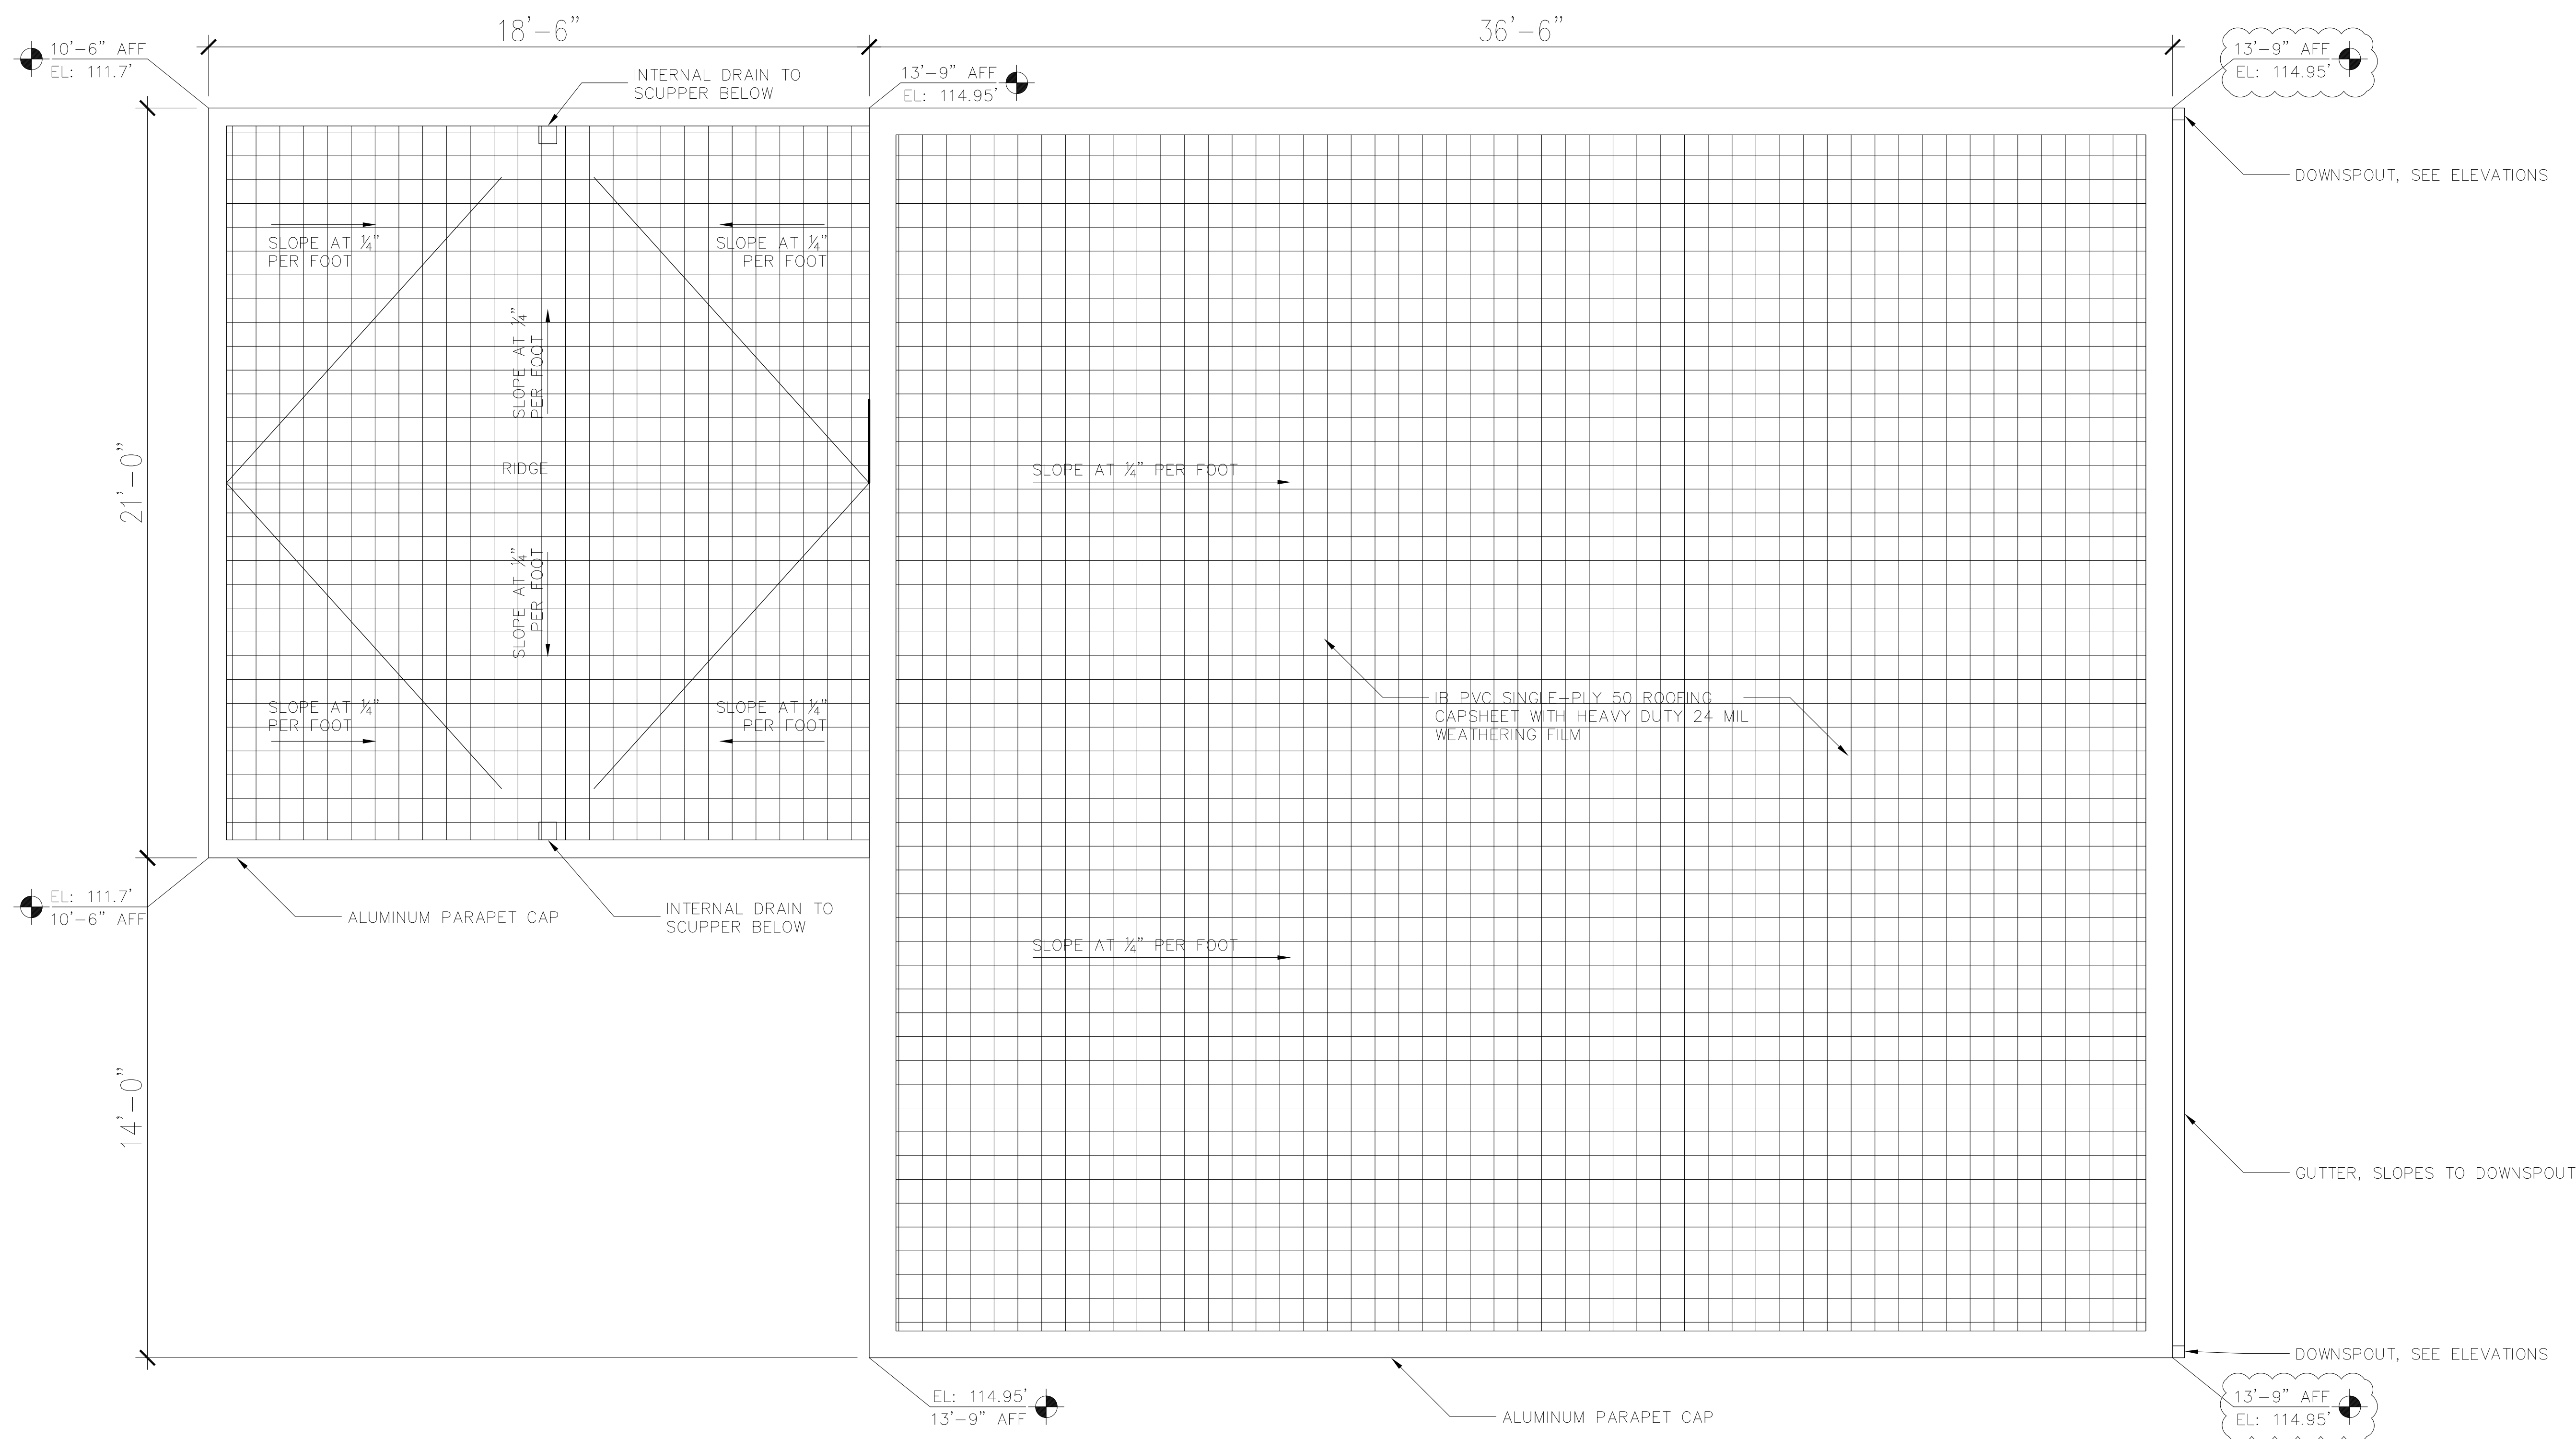 18'-6"
36'-6"
10'-6" AFF
EL: 111.7'
INTERNAL DRAIN TO
SCUPPER BELOW
13'-9" AFF
EL: 114.95'
13'-9" AFF
EL: 114.95'
DOWNSPOUT, SEE ELEVATIONS
SLOPE AT ¼"
PER FOOT
SLOPE AT ¼"
PER FOOT
SLOPE AT ¼"
PER FOOT
21'-0"
RIDGE
SLOPE AT ¼" PER FOOT
SLOPE AT ¼"
PER FOOT
SLOPE AT ¼"
PER FOOT
SLOPE AT ¼"
PER FOOT
IB PVC SINGLE-PLY 50 ROOFING
CAPSHEET WITH HEAVY DUTY 24 MIL
WEATHERING FILM
EL: 111.7'
10'-6" AFF
ALUMINUM PARAPET CAP
INTERNAL DRAIN TO
SCUPPER BELOW
SLOPE AT ¼" PER FOOT
14'-0"
GUTTER, SLOPES TO DOWNSPOUT
DOWNSPOUT, SEE ELEVATIONS
EL: 114.95'
13'-9" AFF
ALUMINUM PARAPET CAP
13'-9" AFF
EL: 114.95'